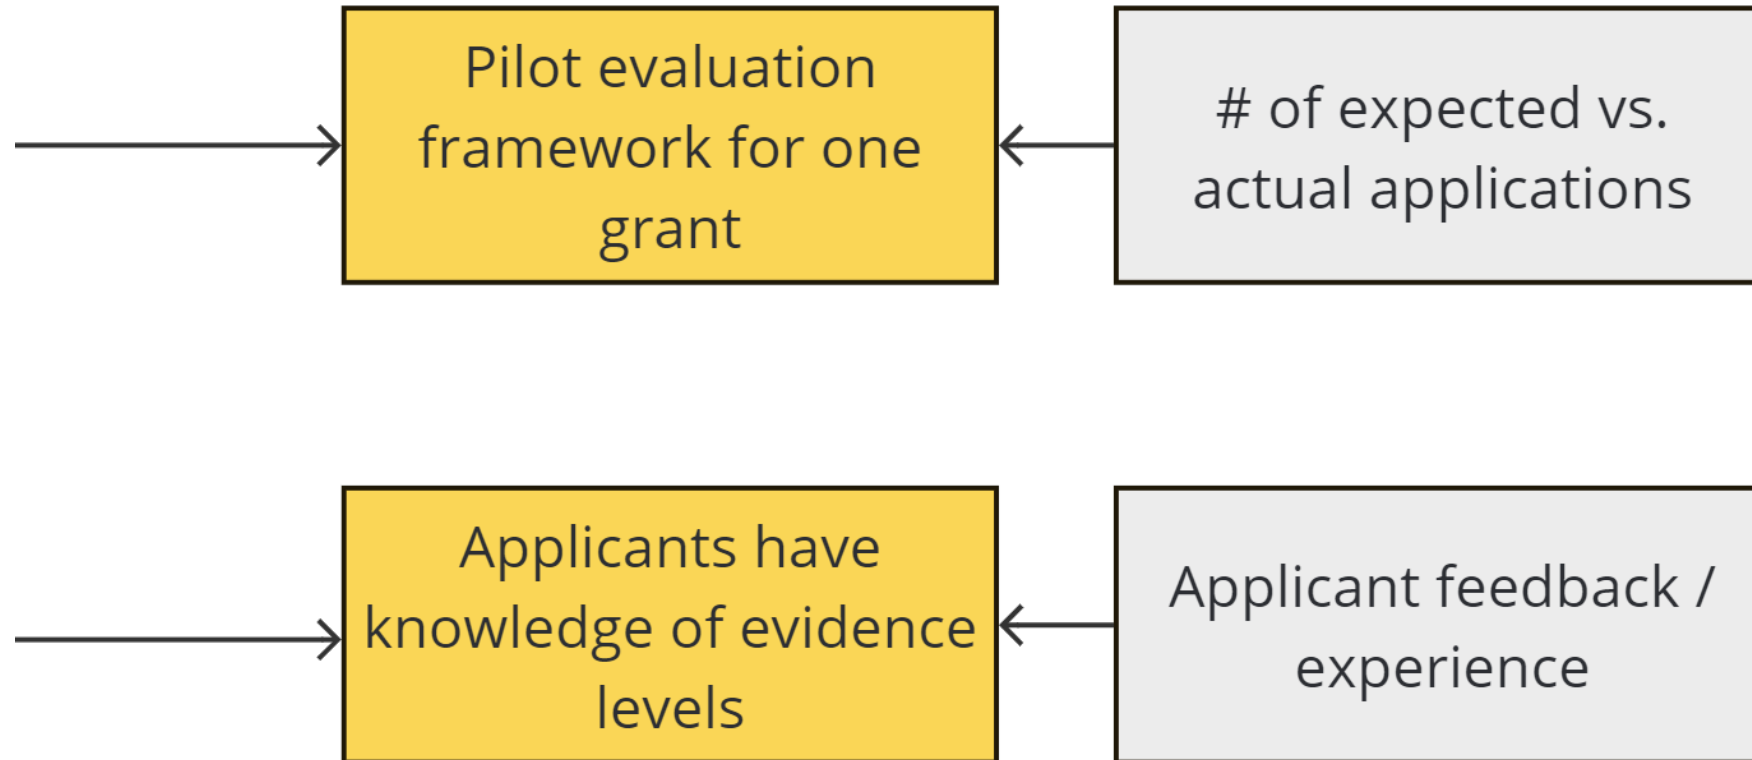 Pilot evaluation
framework for one
grant
# of expected vs.
actual applications
Applicants have
knowledge of evidence
levels
Applicant feedback /
experience